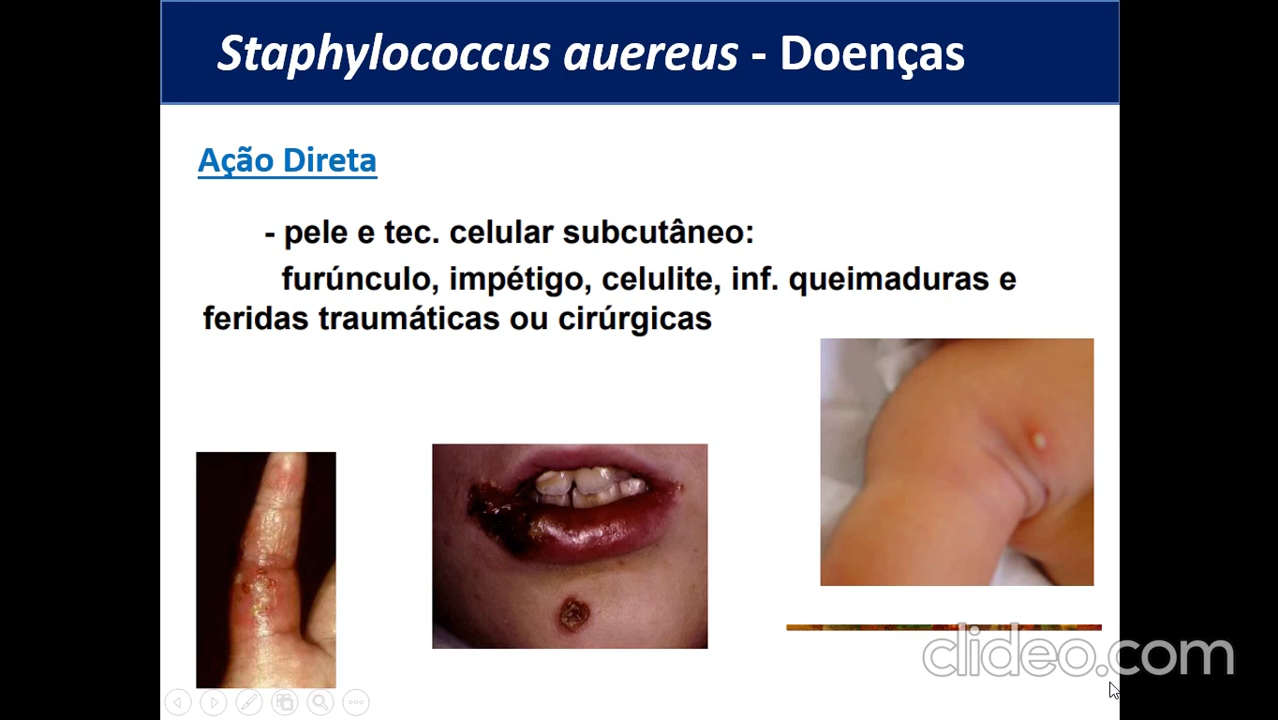 Staphylococcus auereus - Doenças
Ação Direta
- pele e tec. celular subcutâneo:
furúnculo, impétigo, celulite, inf. queimaduras e
feridas traumáticas ou cirúrgicas
clideo.com